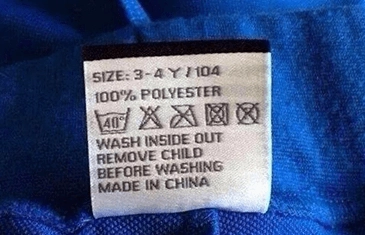 SIZE: 3-4 Y / 104
100% POLYESTER
40°
WASH INSIDE OUT
REMOVE CHILD
BEFORE WASHING
MADE IN CHINA